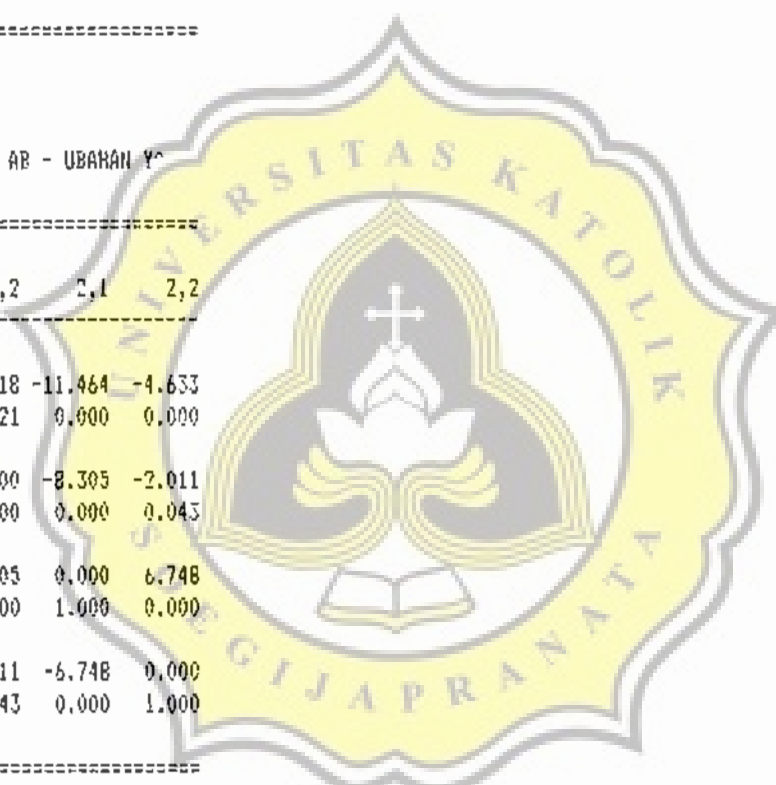 AB - UBAHAN Y^
,2 2,1 2,2
18 -11.464 -4.633
21 0.000 0.000
00 -8.305 -2.011
00 0.000 0.043
05 0.000 6.748
00 1.000 0.000
11 -6.748 0.000
43 0.000 1.000
UNIVERSITAS KATOLIK
SOEGIJAPRANATA